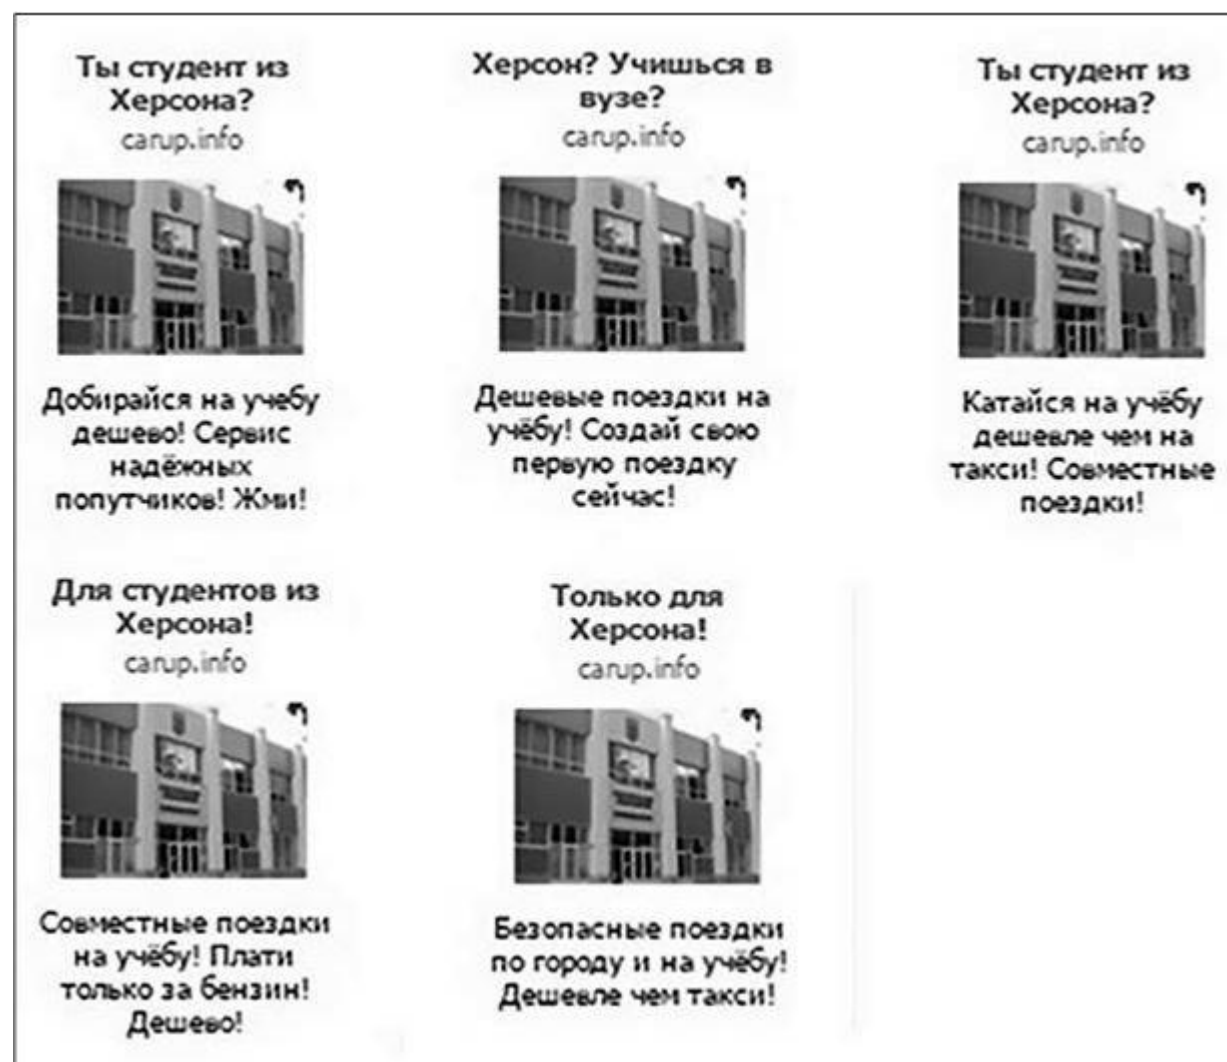 Ты студент из
Херсона?
carup.info
Добирайся на учебу
дешево! Сервис
надёжных
попутчиков! Жми!
Херсон? Учишься в
вузе?
carup.info
Дешевые поездки на
учёбу! Создай свою
первую поездку
сейчас!
Ты студент из
Херсона?
carup.info
Катайся на учёбу
дешевле чем на
такси! Совместные
поездки!
Для студентов из
Херсона!
carup.info
Совместные поездки
на учёбу! Плати
только за бензин!
Дешево!
Только для
Херсона!
carup.info
Безопасные поездки
по городу и на учёбу!
Дешевле чем такси!